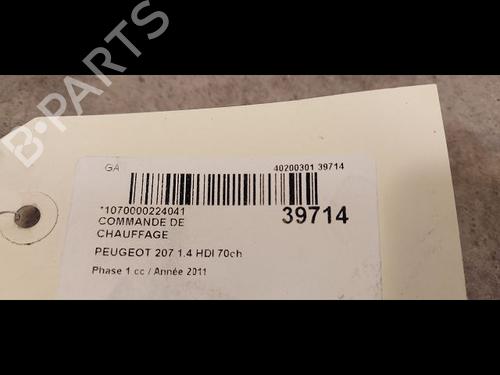 B-PARTS
GA
40200301 39714
*1070000224041
39714
COMMANDE DE
CHAUFFAGE
PEUGEOT 207 1.4 HDI 70ch
Phase 1 cc / Année 2011